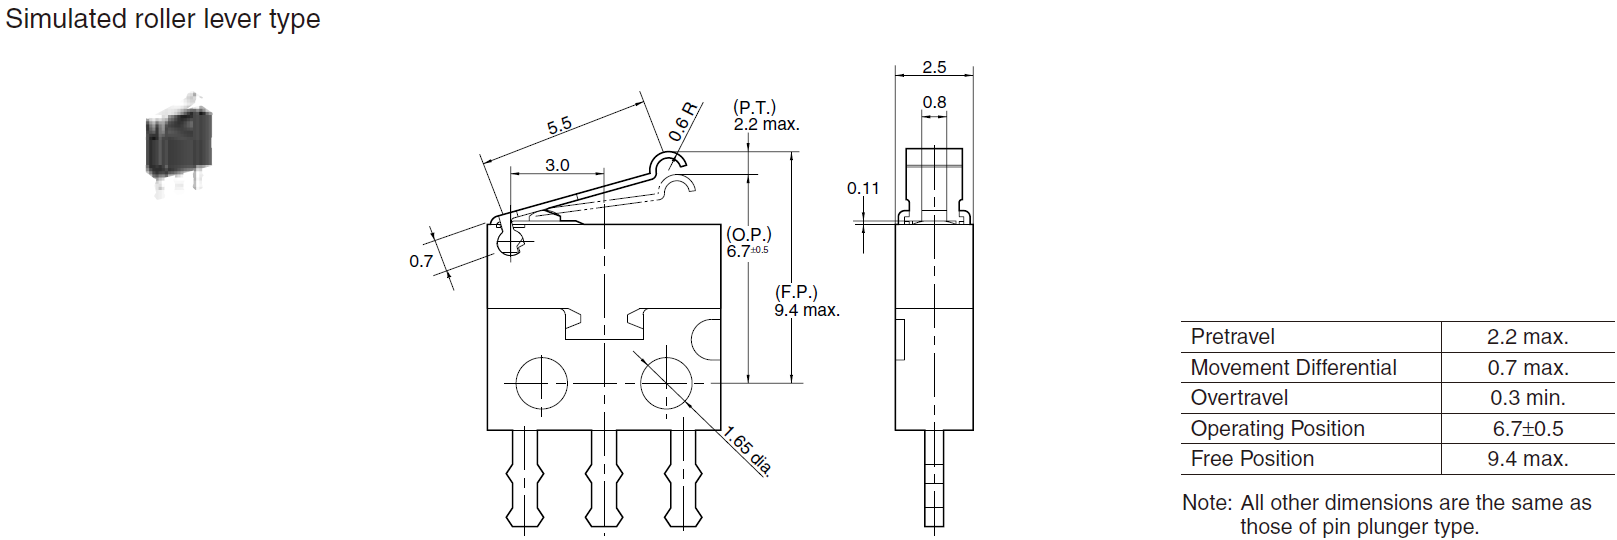 Simulated roller lever type
2.5
0.8
(P.T.)
2.2 max.
0.6 R
5.5
3.0
0.11
(O.P.)
6.7±0.5
0.7
(F.P.)
9.4 max.
1.65 dia.
Pretravel 2.2 max.
Movement Differential 0.7 max.
Overtravel 0.3 min.
Operating Position 6.7±0.5
Free Position 9.4 max.
Note: All other dimensions are the same as
those of pin plunger type.